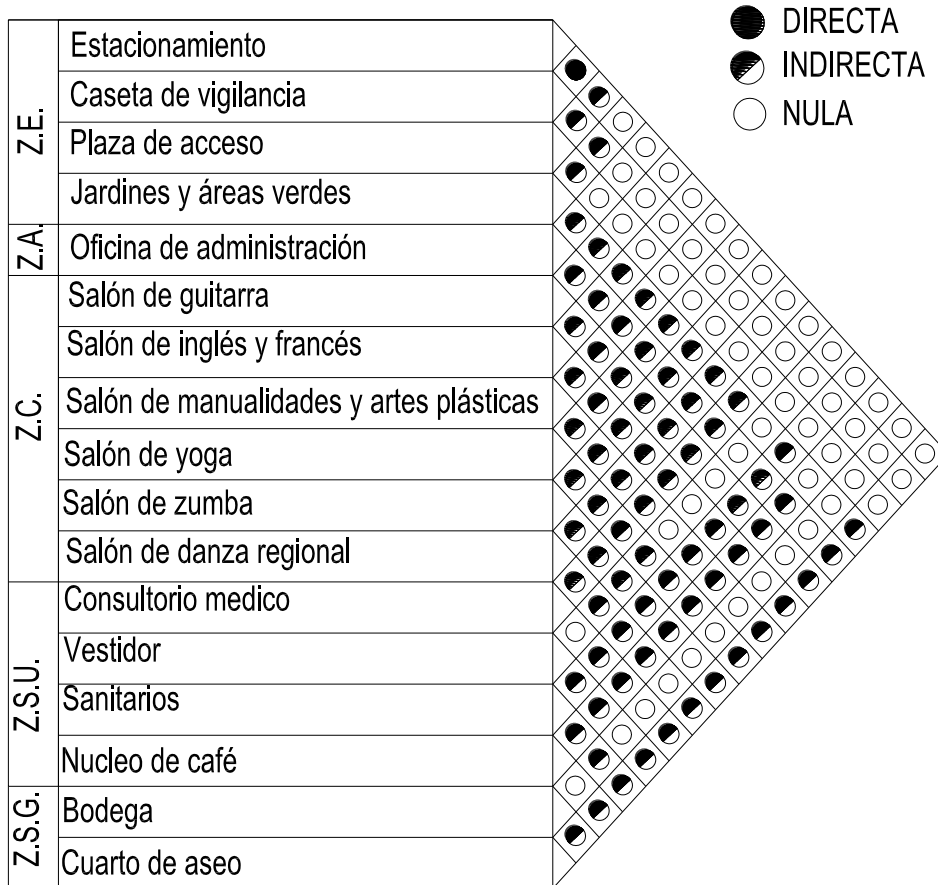 DIRECTA
INDIRECTA
NULA
Z.E.
Estacionamiento
Caseta de vigilancia
Plaza de acceso
Jardines y áreas verdes
Z.A.
Oficina de administración
Z.C.
Salón de guitarra
Salón de inglés y francés
Salón de manualidades y artes plásticas
Salón de yoga
Salón de zumba
Salón de danza regional
Z.S.U.
Consultorio medico
Vestidor
Sanitarios
Nucleo de café
Z.S.G.
Bodega
Cuarto de aseo